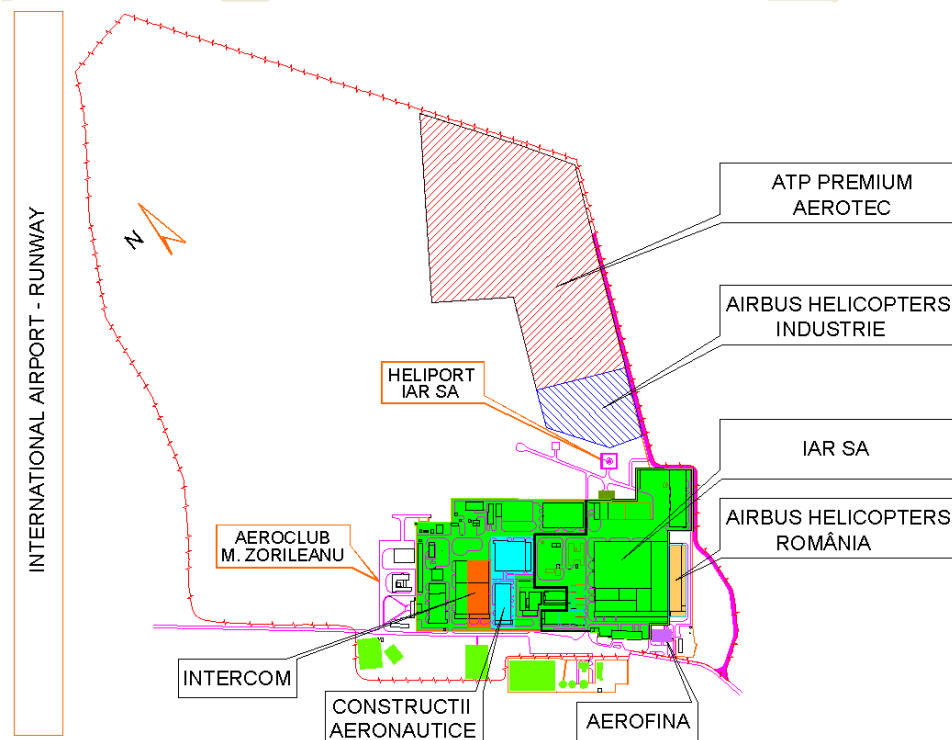 INTERNATIONAL AIRPORT - RUNWAY
N
ATP PREMIUM
AEROTEC
AIRBUS HELICOPTERS
INDUSTRIE
HELIPORT
IAR SA
IAR SA
AIRBUS HELICOPTERS
ROMÂNIA
AEROCLUB
M. ZORILEANU
INTERCOM
CONSTRUCTII
AERONAUTICE
AEROFINA